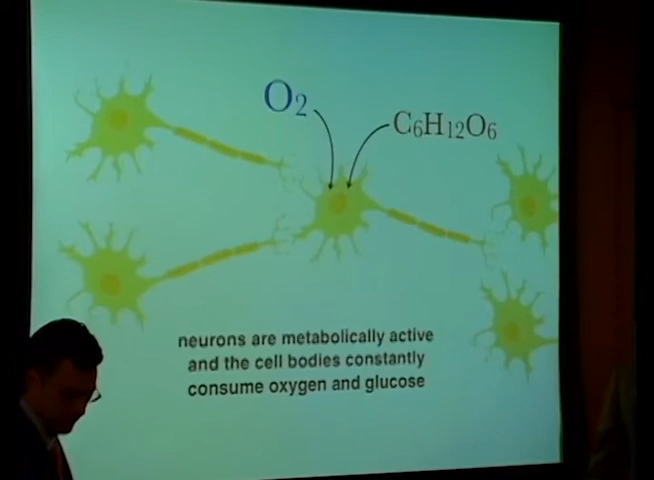 O2
C6H12O6
neurons are metabolically active
and the cell bodies constantly
consume oxygen and glucose